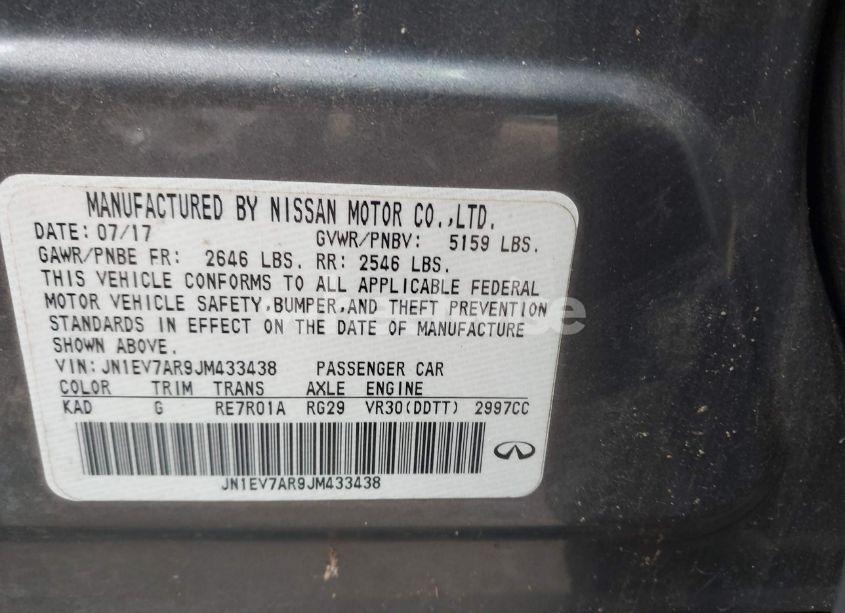 MANUFACTURED BY NISSAN MOTOR CO.,LTD.
DATE: 07/17 GVWR/PNBV: 5159 LBS.
GAWR/PNBE FR: 2646 LBS. RR: 2546 LBS.
THIS VEHICLE CONFORMS TO ALL APPLICABLE FEDERAL
MOTOR VEHICLE SAFETY,BUMPER,AND THEFT PREVENTION
STANDARDS IN EFFECT ON THE DATE OF MANUFACTURE
SHOWN ABOVE.
VIN:JN1EV7AR9JM433438 PASSENGER CAR
COLOR TRIM TRANS AXLE ENGINE
KAD G RE7R01A RG29 VR30(DDTT) 2997CC
JN1EV7AR9JM433438